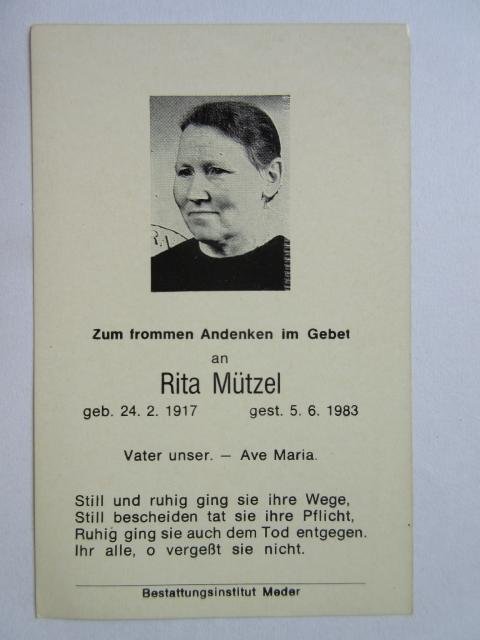 Zum frommen Andenken im Gebet
an
Rita Mützel
geb. 24. 2. 1917 gest. 5. 6. 1983
Vater unser. – Ave Maria.
Still und ruhig ging sie ihre Wege,
Still bescheiden tat sie ihre Pflicht,
Ruhig ging sie auch dem Tod entgegen.
Ihr alle, o vergeßt sie nicht.
Bestattungsinstitut Meder